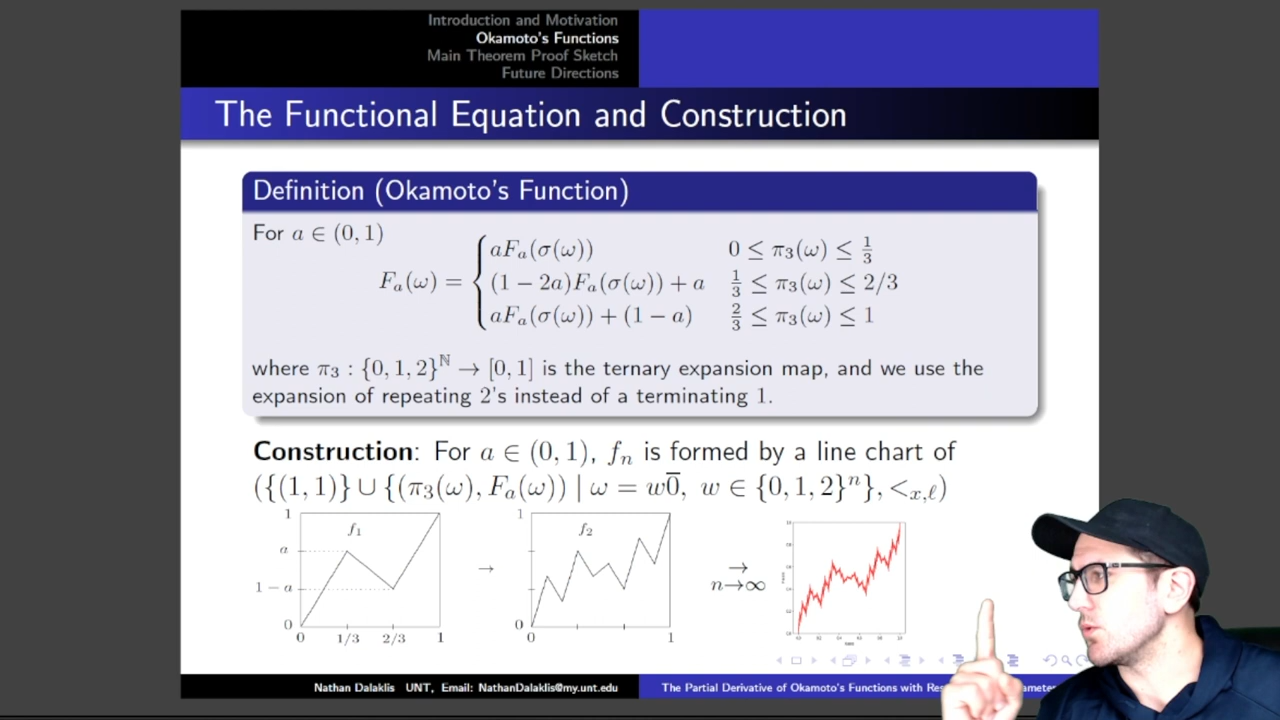 Introduction and Motivation
Okamoto's Functions
Main Theorem Proof Sketch
Future Directions
The Functional Equation and Construction
Definition (Okamoto's Function)
For a ∈ (0, 1)
F_a(ω) = { aF_a(σ(ω)) 0 ≤ π_3(ω) ≤ 1/3
(1 − 2a)F_a(σ(ω)) + a 1/3 ≤ π_3(ω) ≤ 2/3
aF_a(σ(ω)) + (1 − a) 2/3 ≤ π_3(ω) ≤ 1
where π_3 : {0, 1, 2}^ℕ → [0, 1] is the ternary expansion map, and we use the
expansion of repeating 2's instead of a terminating 1.
Construction: For a ∈ (0, 1), f_n is formed by a line chart of
({(1, 1)} ∪ {(π_3(ω), F_a(ω)) | ω = w0̅, w ∈ {0, 1, 2}^n}, <_{x,ℓ})
1
f_1
a
1 − a
0
0 1/3 2/3 1
→
1
f_2
0
0 1
→
n→∞
Nathan Dalaklis UNT, Email: NathanDalaklis@my.unt.edu
The Partial Derivative of Okamoto's Functions with